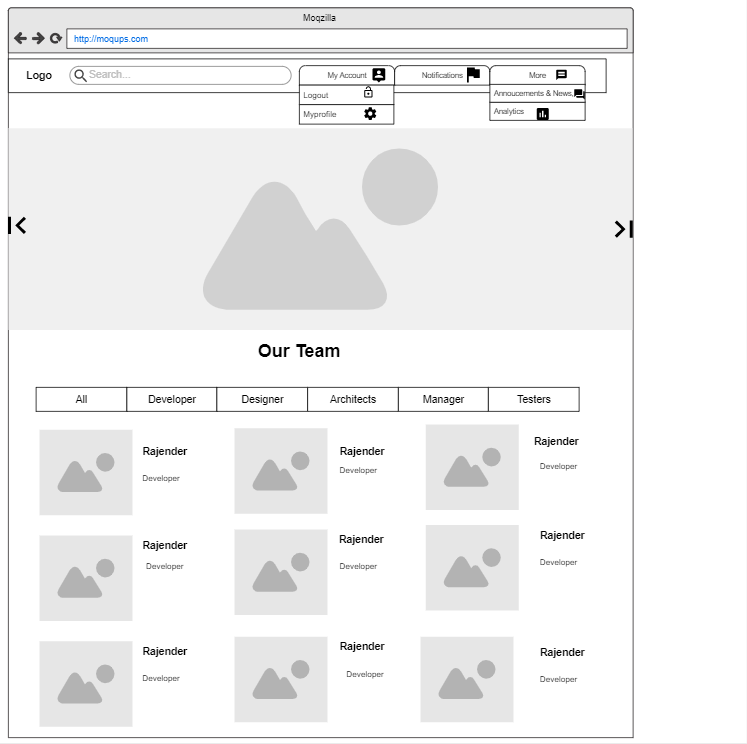 Moqzilla
http://moqups.com
Logo
Search...
My Account
Notifications
More
Logout
Annoucements & News,
Myprofile
Analytics
Our Team
All
Developer
Designer
Architects
Manager
Testers
Rajender
Developer
Rajender
Developer
Rajender
Developer
Rajender
Developer
Rajender
Developer
Rajender
Developer
Rajender
Developer
Rajender
Developer
Rajender
Developer